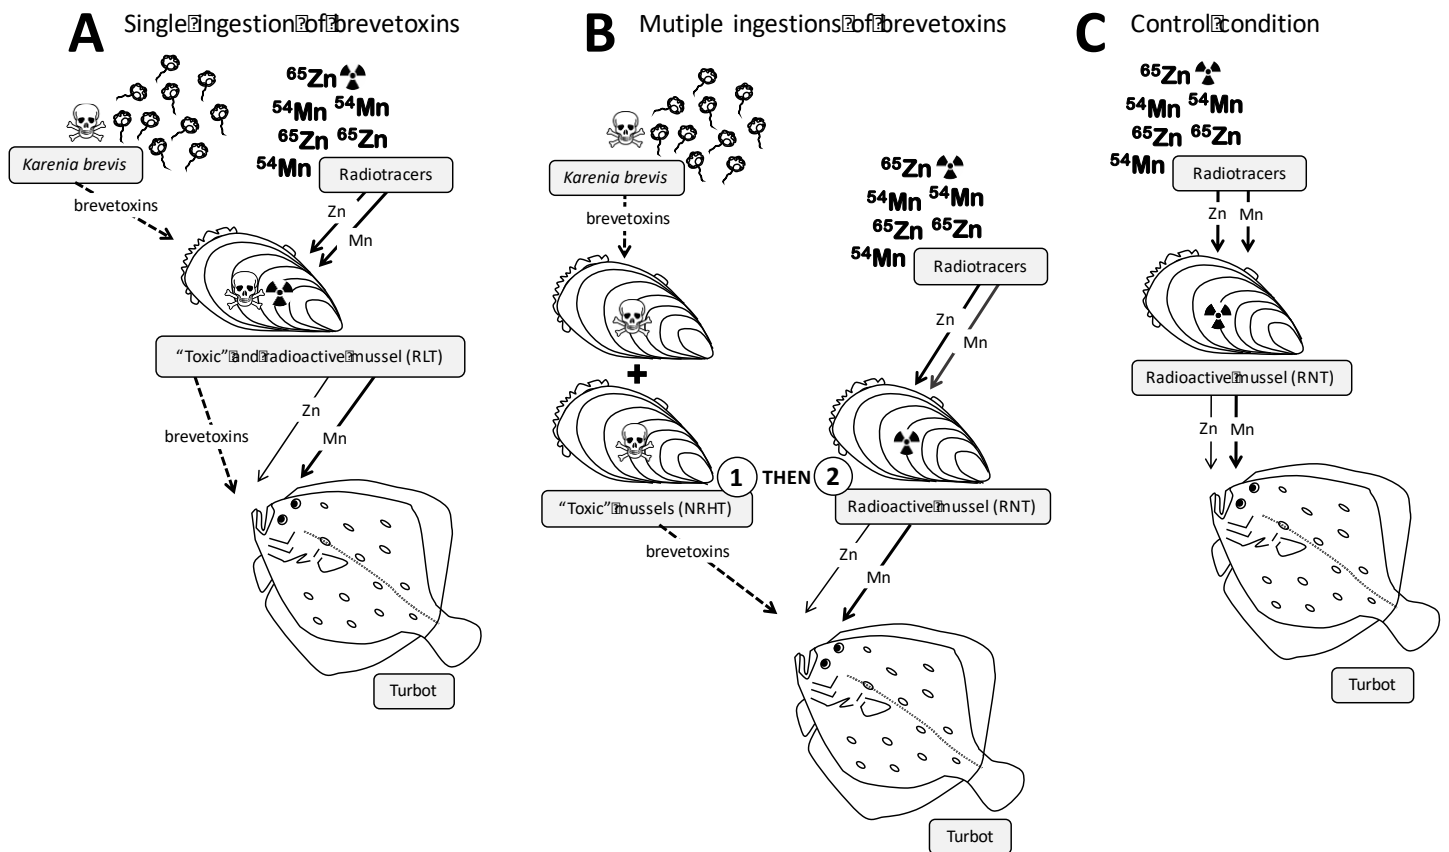 A Single ingestion of brevetoxins
⁶⁵Zn
⁵⁴Mn ⁵⁴Mn
⁶⁵Zn ⁶⁵Zn
⁵⁴Mn
Karenia brevis
Radiotracers
brevetoxins
Zn
Mn
“Toxic” and radioactive mussel (RLT)
brevetoxins
Zn
Mn
Turbot
B Mutiple ingestions of brevetoxins
Karenia brevis
brevetoxins
⁶⁵Zn
⁵⁴Mn ⁵⁴Mn
⁶⁵Zn ⁶⁵Zn
⁵⁴Mn
Radiotracers
Zn
Mn
+
1 THEN 2
“Toxic” mussels (NRHT)
Radioactive mussel (RNT)
brevetoxins
Zn
Mn
Turbot
C Control condition
⁶⁵Zn
⁵⁴Mn ⁵⁴Mn
⁶⁵Zn ⁶⁵Zn
⁵⁴Mn
Radiotracers
Zn Mn
Radioactive mussel (RNT)
Zn Mn
Turbot